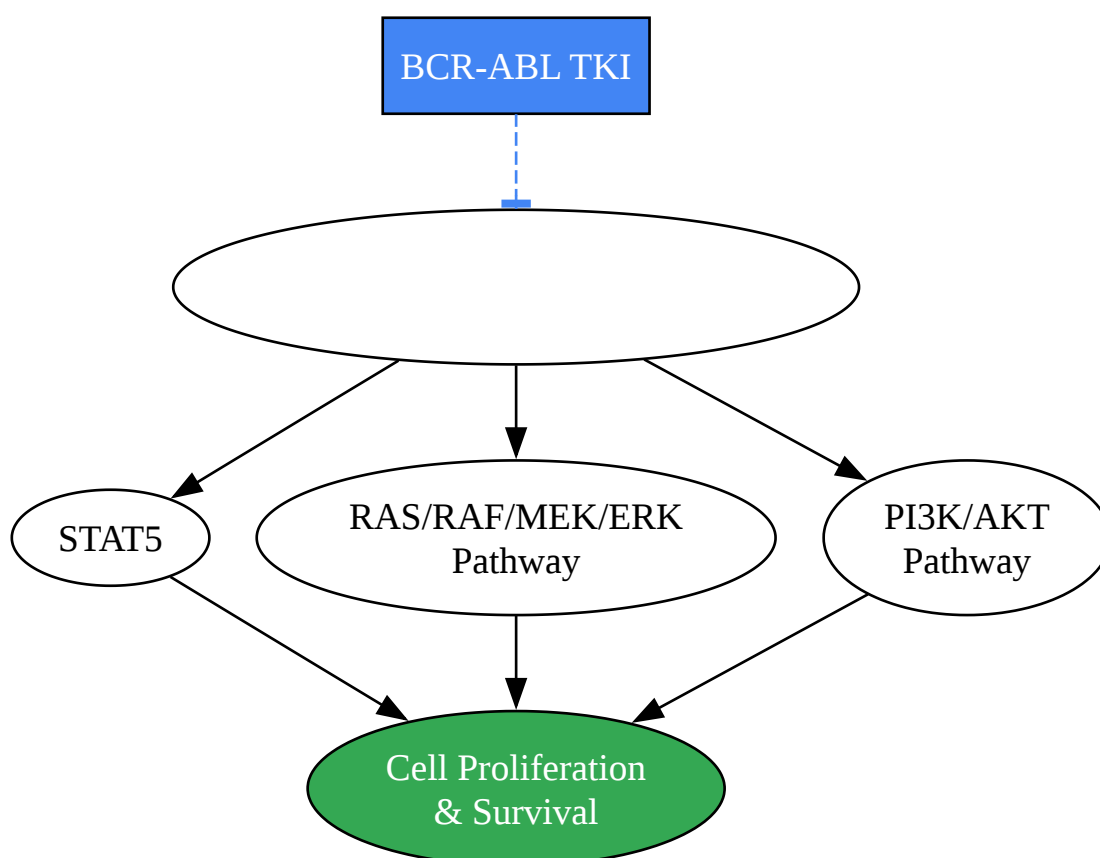 BCR-ABL TKI
STAT5
RAS/RAF/MEK/ERK
Pathway
PI3K/AKT
Pathway
Cell Proliferation
& Survival